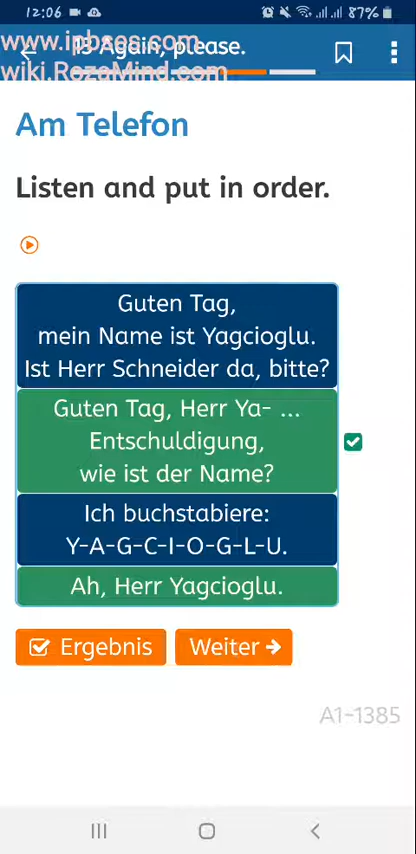 12:06 87%
www.ipbses.com
Again, please.
wiki.RozaMind.com
Am Telefon
Listen and put in order.
Guten Tag,
mein Name ist Yagcioglu.
Ist Herr Schneider da, bitte?
Guten Tag, Herr Ya- ...
Entschuldigung,
wie ist der Name?
Ich buchstabiere:
Y-A-G-C-I-O-G-L-U.
Ah, Herr Yagcioglu.
Ergebnis Weiter
A1-1385